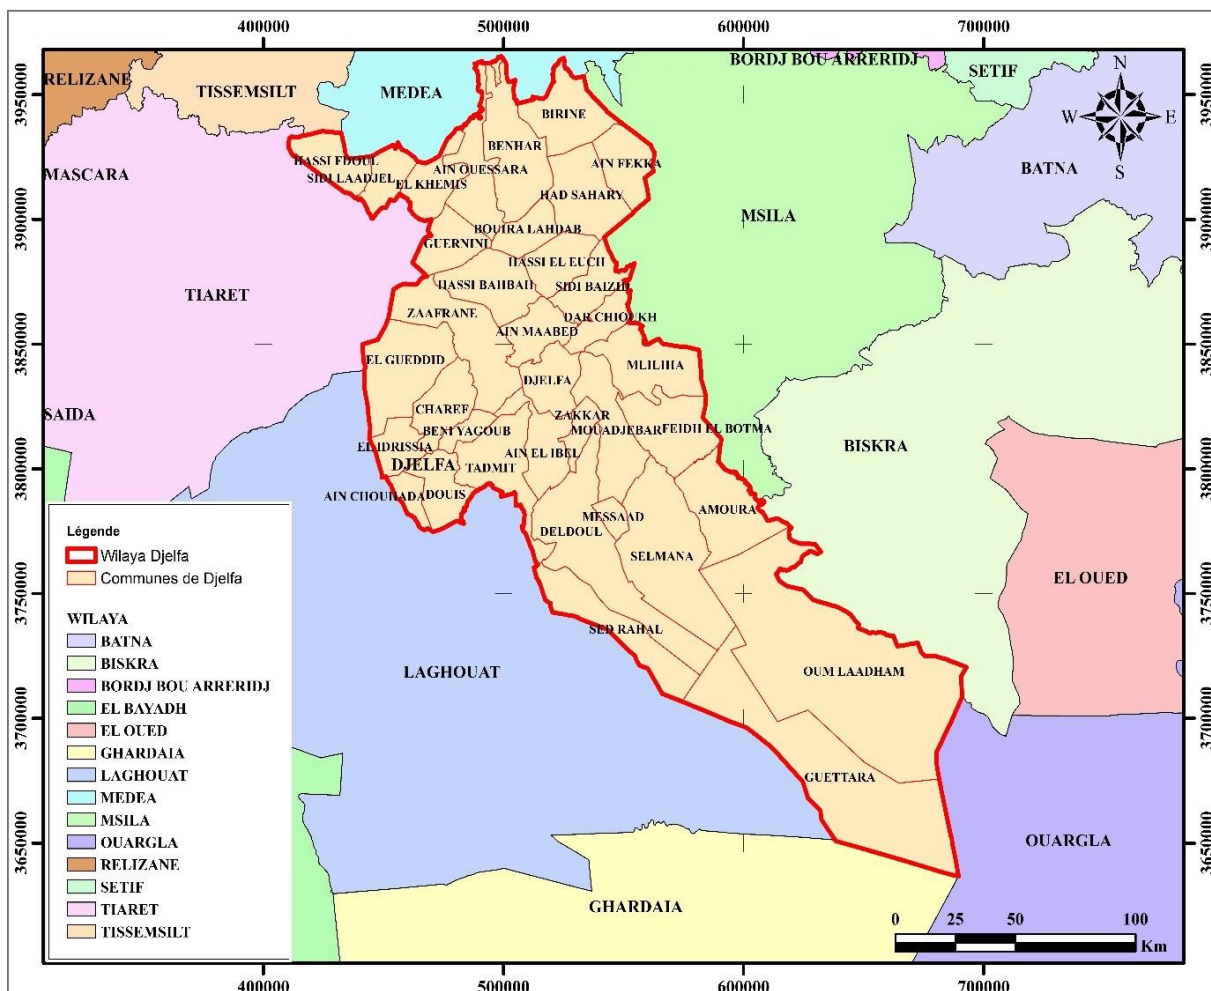 400000 500000 600000 700000
3950000
3900000
3850000
3800000
3750000
3700000
3650000
3950000
3900000
3850000
3800000
3750000
3700000
3650000
RELIZANE
TISSEMSILT
MEDEA
BORDJ BOU ARRERIDJ
SETIF
N
W E
S
MASCARA
BATNA
MSILA
TIARET
SAIDA
BISKRA
EL OUED
LAGHOUAT
OUARGLA
GHARDAIA
BIRINE
BENHAR
HASSI FDOUL
SIDI LAADJEL
EL KHEMIS
AIN OUESSARA
AIN FEKKA
HAD SAHARY
BOUIRA LAHDAB
GUERNINI
HASSI EL EUCH
HASSI BAHBAH
SIDI BAIZID
ZAAFRANE
DAR CHIOUKH
AIN MAABED
EL GUEDDID
MLILIHA
DJELFA
CHAREF
ZAKKAR
BENI YAGOUB
MOUADJEBAR
FEIDH EL BOTMA
EL IDRISSIA
AIN EL IBEL
DJELFA
TADMIT
AIN CHOUHADA
DOUIS
MESSAAD
AMOURA
DELDOUL
SELMANA
SED RAHAL
OUM LAADHAM
GUETTARA
Légende
Wilaya Djelfa
Communes de Djelfa
WILAYA
BATNA
BISKRA
BORDJ BOU ARRERIDJ
EL BAYADH
EL OUED
GHARDAIA
LAGHOUAT
MEDEA
MSILA
OUARGLA
RELIZANE
SETIF
TIARET
TISSEMSILT
0 25 50 100
Km
400000 500000 600000 700000